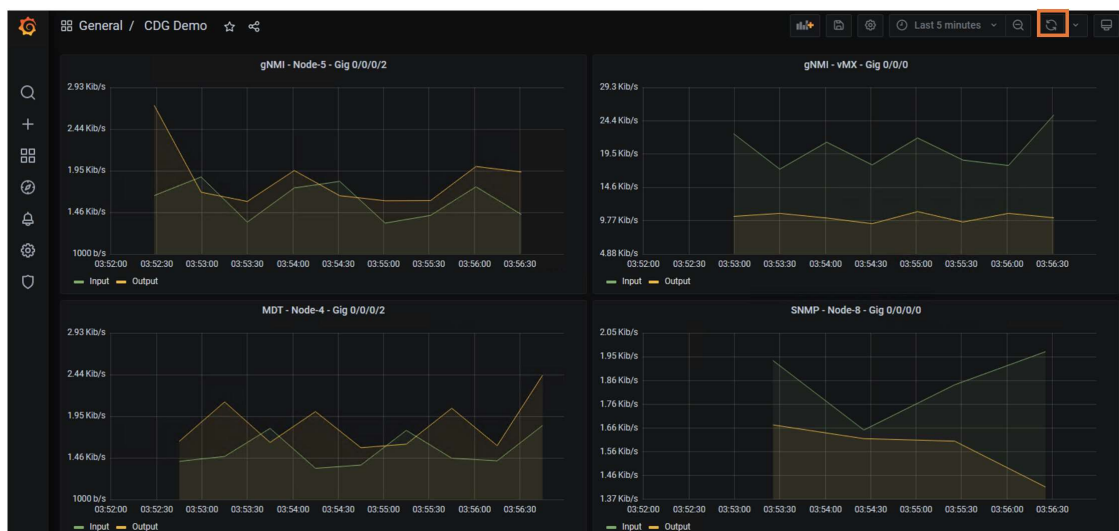 General / CDG Demo
Last 5 minutes
gNMI - Node-5 - Gig 0/0/0/2
2.93 Kib/s
2.44 Kib/s
1.95 Kib/s
1.46 Kib/s
1000 b/s
03:52:00 03:52:30 03:53:00 03:53:30 03:54:00 03:54:30 03:55:00 03:55:30 03:56:00 03:56:30
Input Output
gNMI - vMX - Gig 0/0/0
29.3 Kib/s
24.4 Kib/s
19.5 Kib/s
14.6 Kib/s
9.77 Kib/s
4.88 Kib/s
03:52:00 03:52:30 03:53:00 03:53:30 03:54:00 03:54:30 03:55:00 03:55:30 03:56:00 03:56:30
Input Output
MDT - Node-4 - Gig 0/0/0/2
2.93 Kib/s
2.44 Kib/s
1.95 Kib/s
1.46 Kib/s
1000 b/s
03:52:00 03:52:30 03:53:00 03:53:30 03:54:00 03:54:30 03:55:00 03:55:30 03:56:00 03:56:30
Input Output
SNMP - Node-8 - Gig 0/0/0/0
2.05 Kib/s
1.95 Kib/s
1.86 Kib/s
1.76 Kib/s
1.66 Kib/s
1.56 Kib/s
1.46 Kib/s
1.37 Kib/s
03:52:00 03:52:30 03:53:00 03:53:30 03:54:00 03:54:30 03:55:00 03:55:30 03:56:00 03:56:30
Input Output